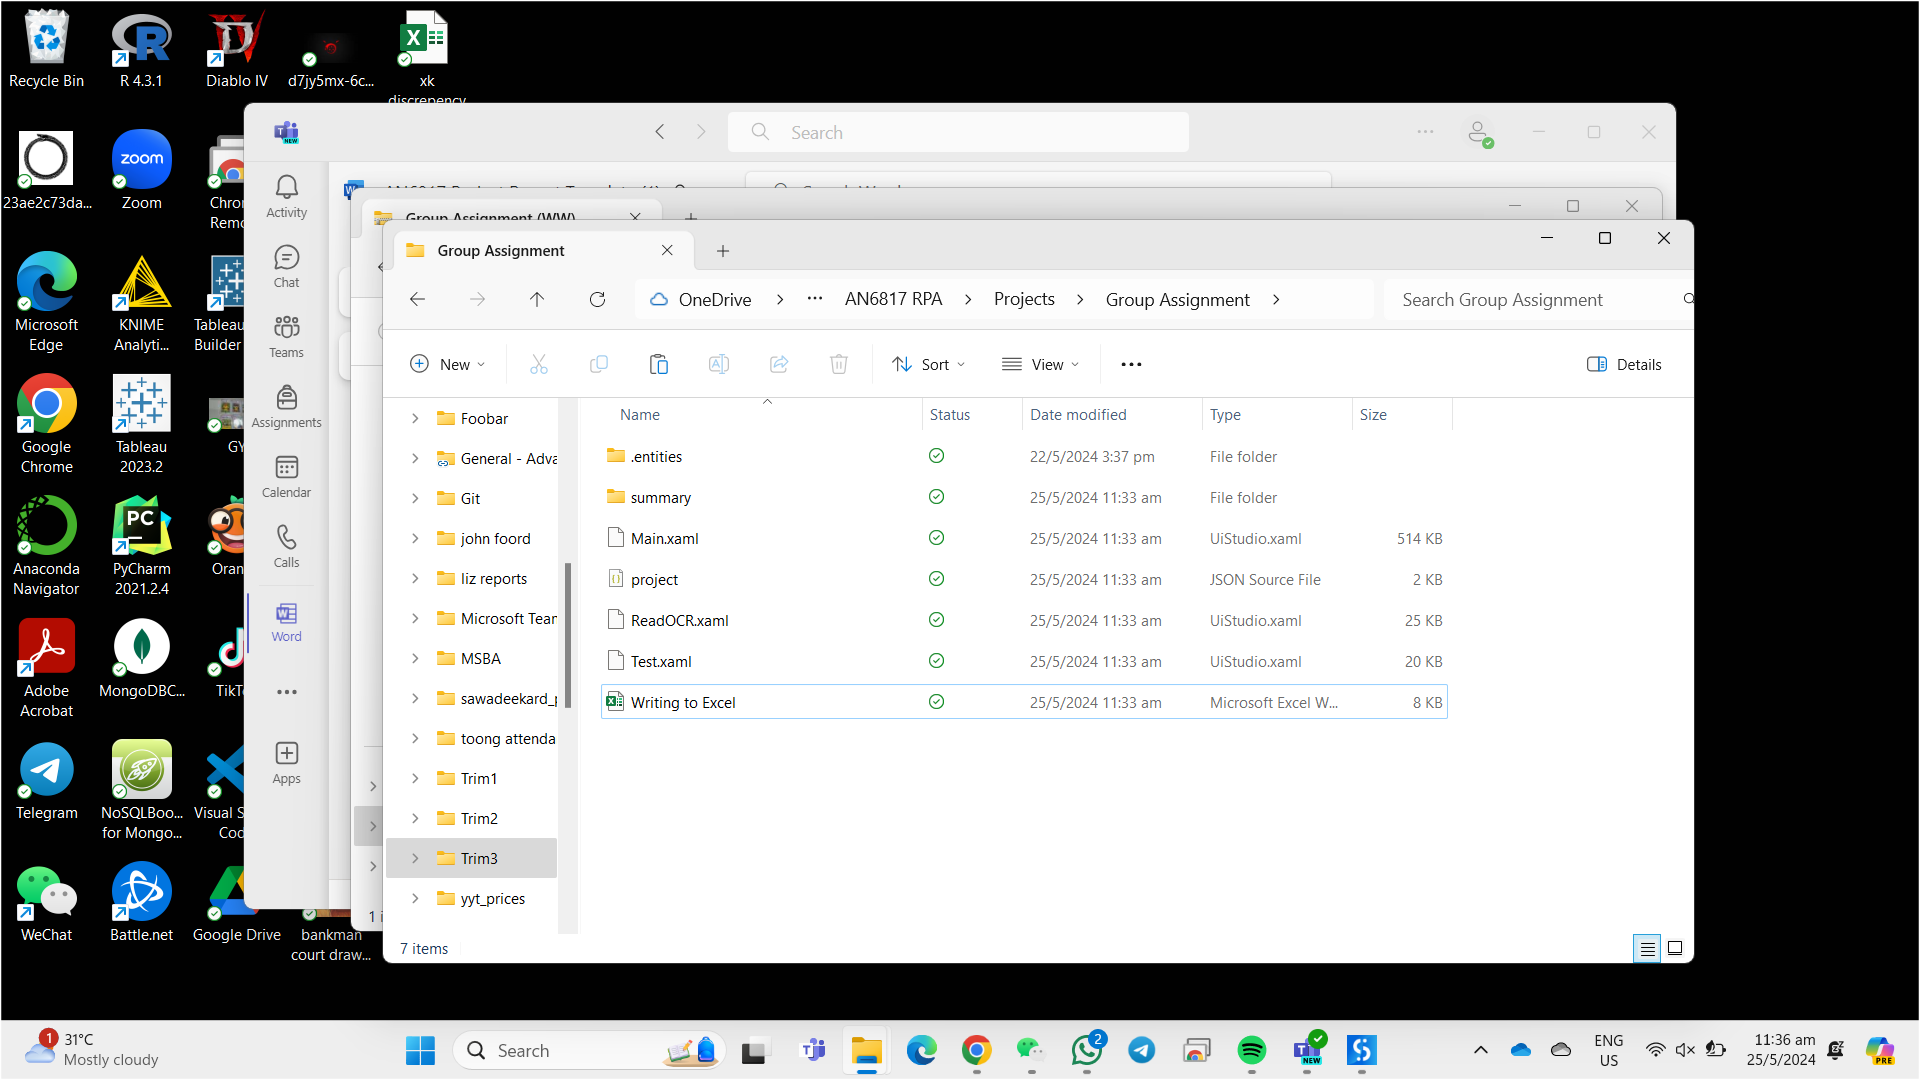 Recycle Bin
R 4.3.1
Diablo IV
d7jy5mx-6c...
xk
discrepency
23ae2c73da...
Zoom
zoom
Chro
Remo
Microsoft
Edge
KNIME
Analyti...
Tableau
Builder
Google
Chrome
Tableau
2023.2
GY
Anaconda
Navigator
PyCharm
2021.2.4
Oran
Adobe
Acrobat
MongoDBC...
TikT
Telegram
NoSQLBoo...
for Mongo...
Visual S
Cod
WeChat
Battle.net
Google Drive
bankman
court draw...
NEW
Search
Activity
Chat
Teams
Assignments
Calendar
Calls
Word
Apps
Group Assignment (WW)
Group Assignment
OneDrive > ... AN6817 RPA > Projects > Group Assignment >
Search Group Assignment
New
Sort
View
Details
Foobar
General - Adva
Git
john foord
liz reports
Microsoft Tear
MSBA
sawadeekard_p
toong attenda
Trim1
Trim2
Trim3
yyt_prices
Name Status Date modified Type Size
.entities 22/5/2024 3:37 pm File folder
summary 25/5/2024 11:33 am File folder
Main.xaml 25/5/2024 11:33 am UiStudio.xaml 514 KB
project 25/5/2024 11:33 am JSON Source File 2 KB
ReadOCR.xaml 25/5/2024 11:33 am UiStudio.xaml 25 KB
Test.xaml 25/5/2024 11:33 am UiStudio.xaml 20 KB
Writing to Excel 25/5/2024 11:33 am Microsoft Excel W... 8 KB
1 i
7 items
1
31°C
Mostly cloudy
Search
2
NEW
ENG
US
11:36 am
25/5/2024
PRE